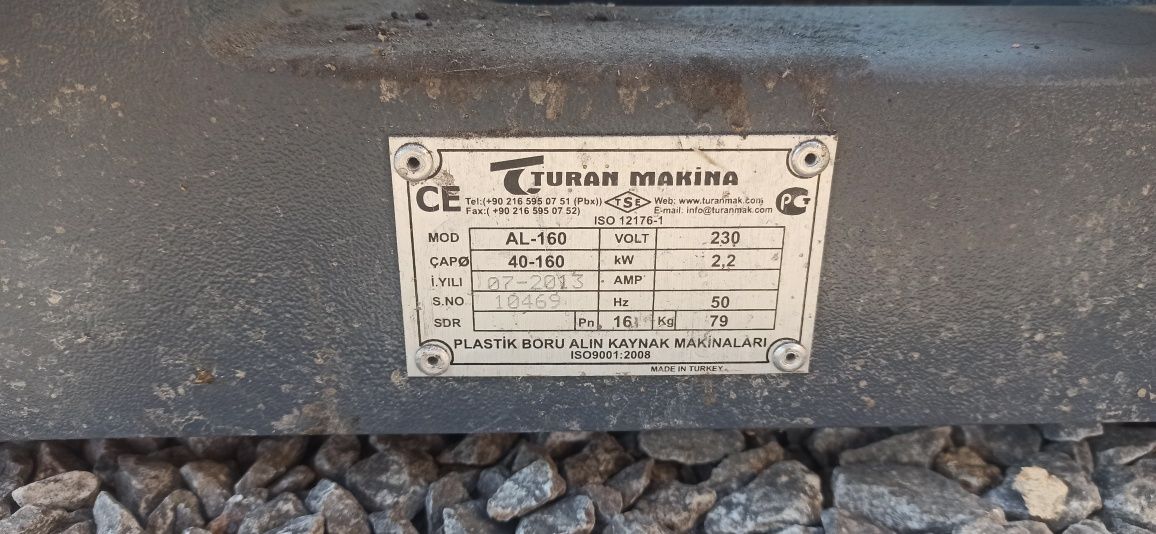 TURAN MAKİNA
CE Tel:(+90 216 595 07 51 (Pbx)) TSE Web: www.turanmak.com PG
Fax:( +90 216 595 07 52) E-mail: info@turanmak.com
ISO 12176-1
MOD AL-160 VOLT 230
ÇAPØ 40-160 kW 2,2
İ.YILI 07-2013 AMP
S.NO 10469 Hz 50
SDR Pn 16 Kg 79
PLASTİK BORU ALIN KAYNAK MAKİNALARI
ISO9001:2008
MADE IN TURKEY